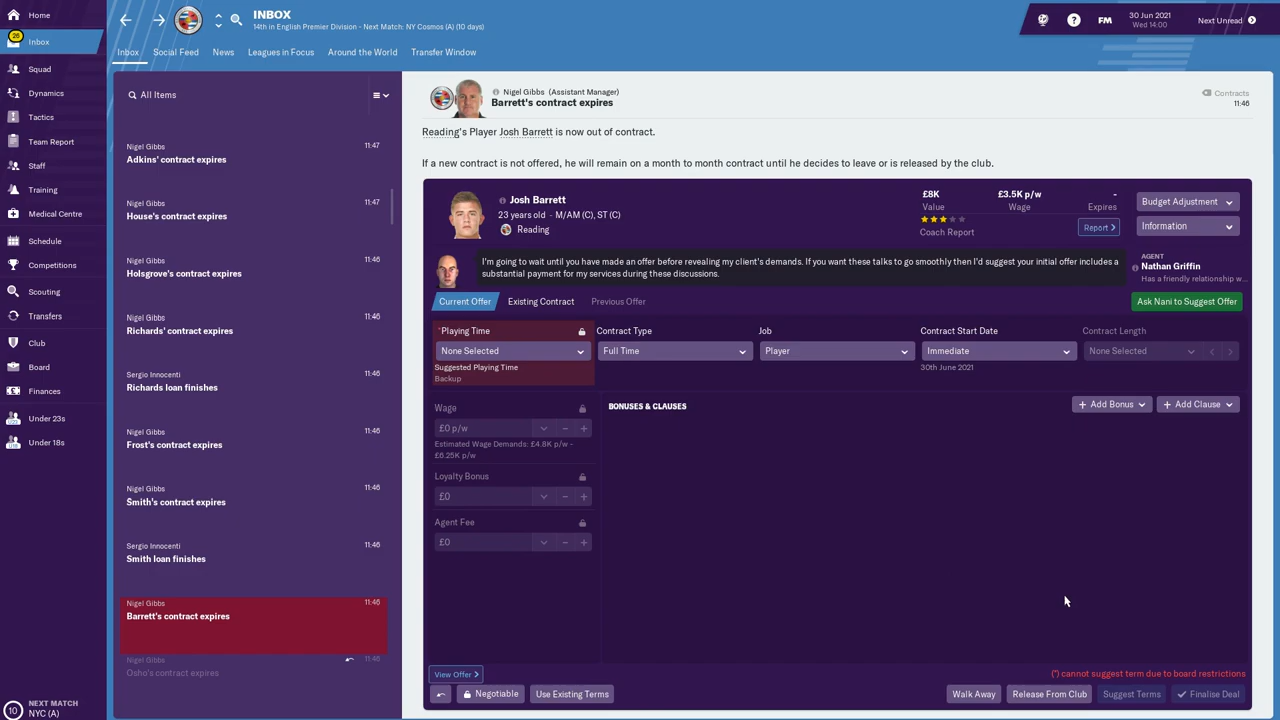 Home
INBOX
14th in English Premier Division - Next Match: NY Cosmos (A) (10 days)
FM
30 Jun 2021
Wed 14:00
Next Unread
26
Inbox
Inbox
Social Feed
News
Leagues in Focus
Around the World
Transfer Window
Squad
Dynamics
Tactics
Team Report
Staff
Training
Medical Centre
Schedule
Competitions
Scouting
Transfers
Club
Board
Finances
Under 23s
Under 18s
NEXT MATCH
NYC (A)
All Items
Nigel Gibbs 11:47
Adkins' contract expires
Nigel Gibbs 11:47
House's contract expires
Nigel Gibbs 11:46
Holsgrove's contract expires
Nigel Gibbs 11:46
Richards' contract expires
Sergio Innocenti 11:46
Richards loan finishes
Nigel Gibbs 11:46
Frost's contract expires
Nigel Gibbs 11:46
Smith's contract expires
Sergio Innocenti 11:46
Smith loan finishes
Nigel Gibbs 11:46
Barrett's contract expires
Nigel Gibbs 11:46
Osho's contract expires
Nigel Gibbs (Assistant Manager)
Barrett's contract expires
Contracts
11:46
Reading's Player Josh Barrett is now out of contract.
If a new contract is not offered, he will remain on a month to month contract until he decides to leave or is released by the club.
Josh Barrett
23 years old - M/AM (C), ST (C)
Reading
£8K
Value
£3.5K p/w
Wage
-
Expires
Coach Report
Report
Budget Adjustment
Information
I'm going to wait until you have made an offer before revealing my client's demands. If you want these talks to go smoothly then I'd suggest your initial offer includes a
substantial payment for my services during these discussions.
AGENT
Nathan Griffin
Has a friendly relationship w...
Current Offer
Existing Contract
Previous Offer
Ask Nani to Suggest Offer
*Playing Time
None Selected
Suggested Playing Time
Backup
Contract Type
Full Time
Job
Player
Contract Start Date
Immediate
30th June 2021
Contract Length
None Selected
Wage
£0 p/w
Estimated Wage Demands: £4.8K p/w -
£6.25K p/w
Loyalty Bonus
£0
Agent Fee
£0
BONUSES & CLAUSES
Add Bonus
Add Clause
View Offer
(*) cannot suggest term due to board restrictions
Negotiable
Use Existing Terms
Walk Away
Release From Club
Suggest Terms
Finalise Deal